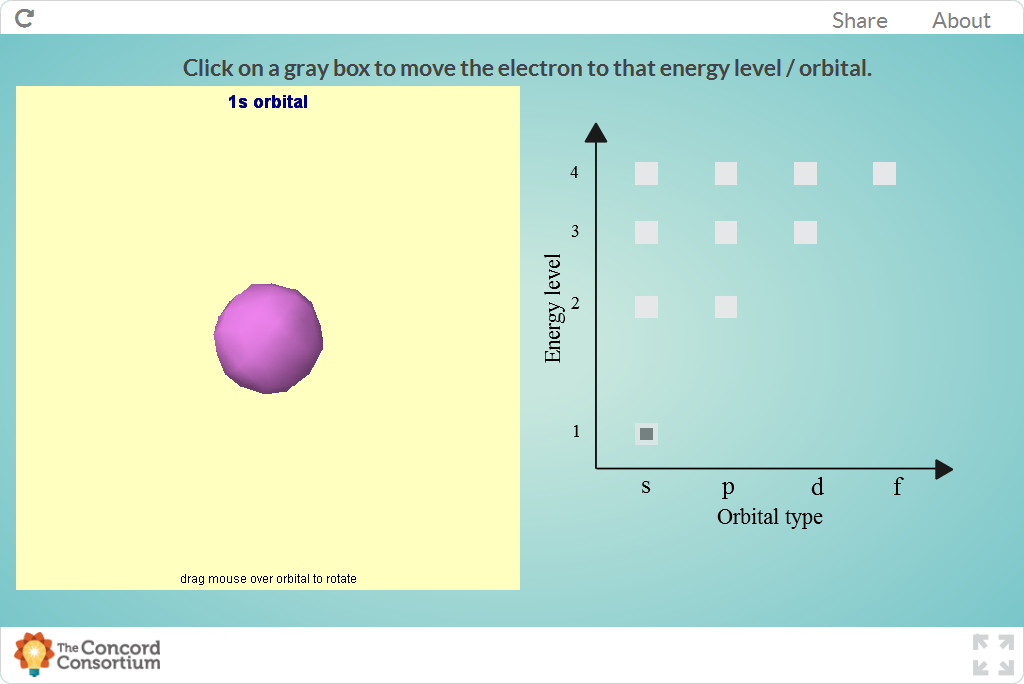 Share About
Click on a gray box to move the electron to that energy level / orbital.
1s orbital
4
3
2
1
Energy level
s p d f
Orbital type
drag mouse over orbital to rotate
The Concord
Consortium